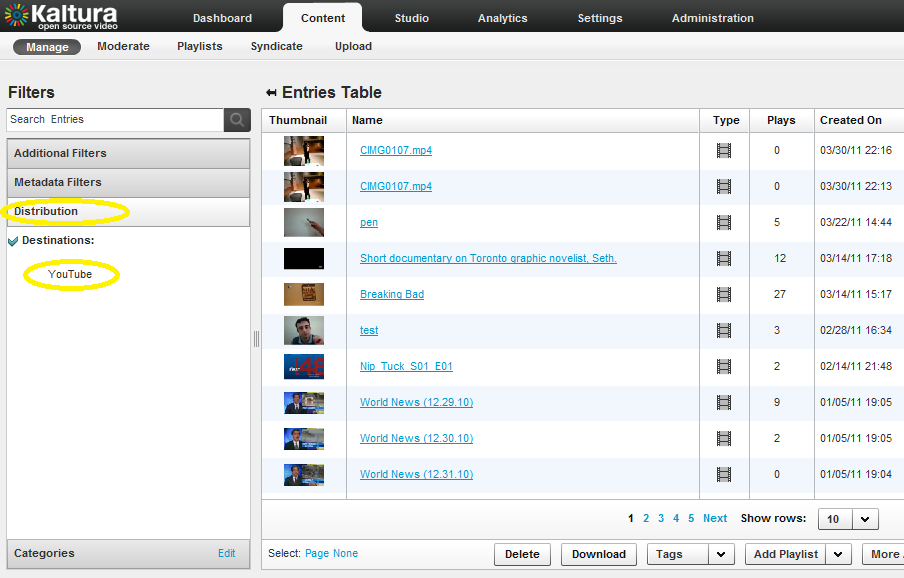 Kaltura
open source video
Dashboard Content Studio Analytics Settings Administration
Manage Moderate Playlists Syndicate Upload
Filters
Search Entries
Additional Filters
Metadata Filters
Distribution
Destinations:
YouTube
Categories Edit
Entries Table
Thumbnail Name Type Plays Created On
CIMG0107.mp4 0 03/30/11 22:16
CIMG0107.mp4 0 03/30/11 22:13
pen 5 03/22/11 14:44
Short documentary on Toronto graphic novelist, Seth. 12 03/14/11 17:18
Breaking Bad 27 03/14/11 15:17
test 3 02/28/11 16:34
Nip_Tuck_S01_E01 2 02/14/11 21:48
World News (12.29.10) 9 01/05/11 19:05
World News (12.30.10) 2 01/05/11 19:05
World News (12.31.10) 0 01/05/11 19:04
1 2 3 4 5 Next Show rows: 10
Select: Page None Delete Download Tags Add Playlist More